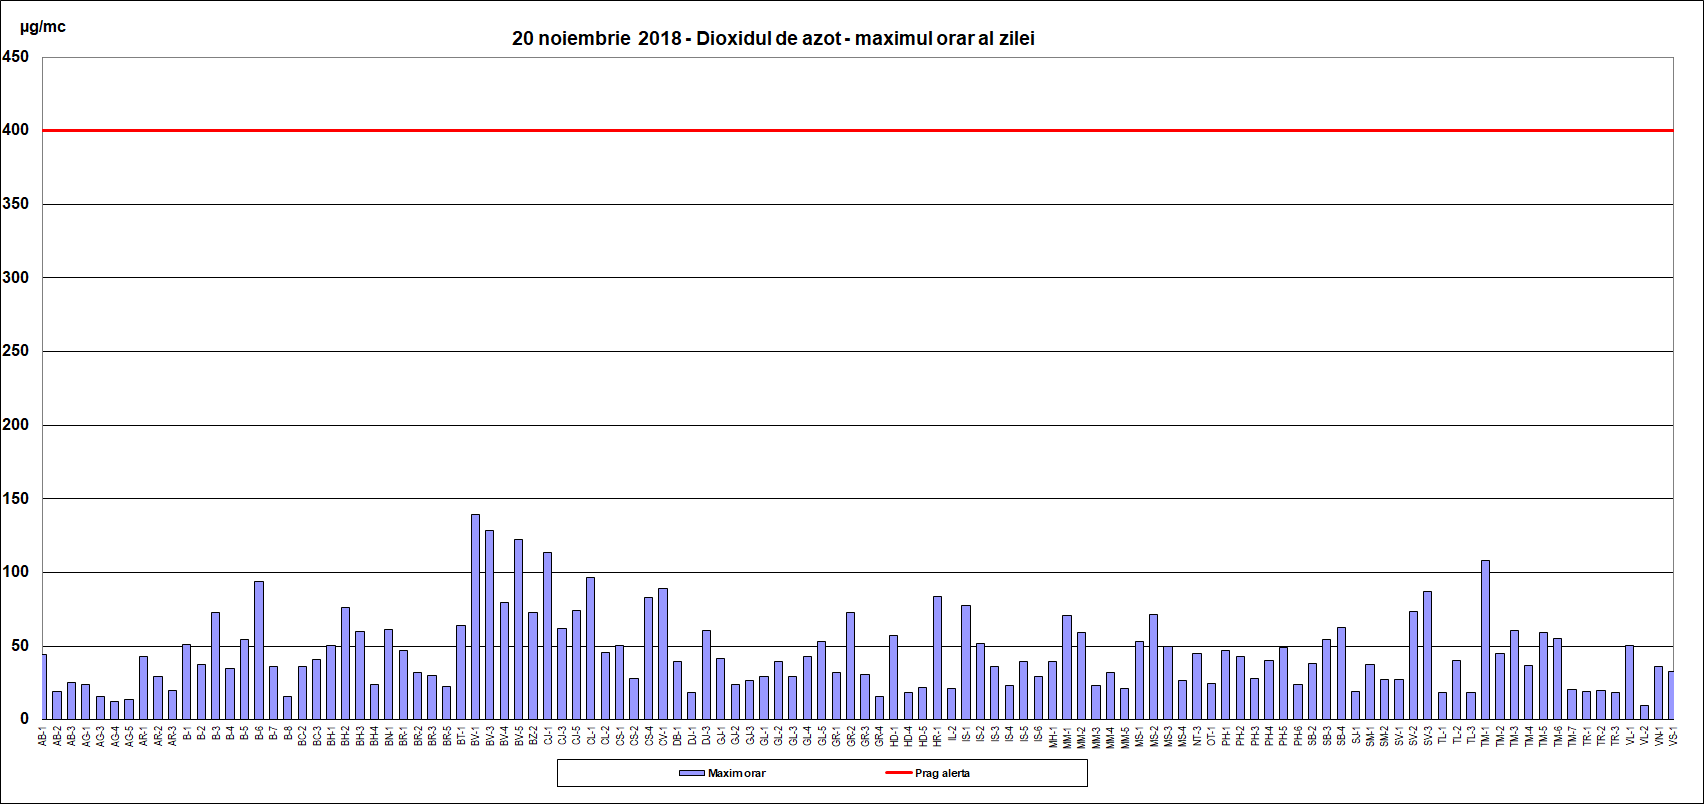 µg/mc
20 noiembrie 2018 - Dioxidul de azot - maximul orar al zilei
450
400
350
300
250
200
150
100
50
0
AB-1 AB-2 AB-3 AG-1 AG-3 AG-4 AG-5 AR-1 AR-2 AR-3 B-1 B-2 B-3 B-4 B-5 B-6 B-7 B-8 BC-2 BC-3 BH-1 BH-2 BH-3 BH-4 BN-1 BR-1 BR-2 BR-3 BR-5 BT-1 BV-1 BV-3 BV-4 BV-5 BZ-2 CJ-1 CJ-3 CJ-5 CL-1 CL-2 CS-1 CS-2 CS-4 CV-1 DB-1 DJ-1 DJ-3 GJ-1 GJ-2 GJ-3 GL-1 GL-2 GL-3 GL-4 GL-5 GR-1 GR-2 GR-3 GR-4 HD-1 HD-4 HD-5 HR-1 IL-2 IS-1 IS-2 IS-3 IS-4 IS-5 IS-6 MH-1 MM-1 MM-2 MM-3 MM-4 MM-5 MS-1 MS-2 MS-3 MS-4 NT-3 OT-1 PH-1 PH-2 PH-3 PH-4 PH-5 PH-6 SB-2 SB-3 SB-4 SJ-1 SM-1 SM-2 SV-1 SV-2 SV-3 TL-1 TL-2 TL-3 TM-1 TM-2 TM-3 TM-4 TM-5 TM-6 TM-7 TR-1 TR-2 TR-3 VL-1 VL-2 VN-1 VS-1
Maxim orar Prag alerta